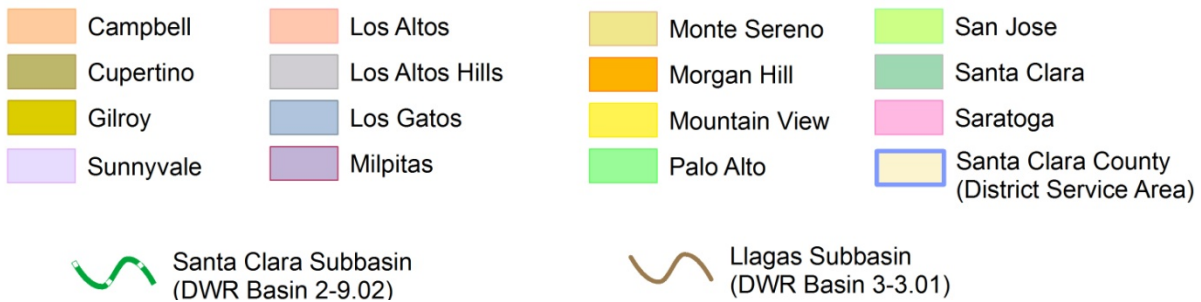 Campbell
Cupertino
Gilroy
Sunnyvale
Los Altos
Los Altos Hills
Los Gatos
Milpitas
Monte Sereno
Morgan Hill
Mountain View
Palo Alto
San Jose
Santa Clara
Saratoga
Santa Clara County
(District Service Area)
Santa Clara Subbasin
(DWR Basin 2-9.02)
Llagas Subbasin
(DWR Basin 3-3.01)